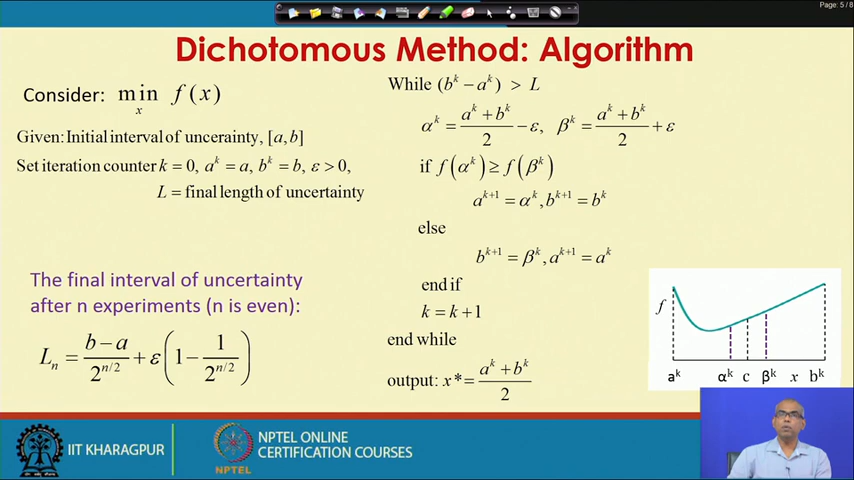 Page: 5 / 8
Dichotomous Method: Algorithm
Consider: min f(x)
x
Given: Initial interval of uncerainty, [a, b]
Set iteration counter k = 0, a^k = a, b^k = b, ε > 0,
L = final length of uncertainty
The final interval of uncertainty
after n experiments (n is even):
L_n = (b − a)/2^{n/2} + ε(1 − 1/2^{n/2})
While (b^k − a^k) > L
α^k = (a^k + b^k)/2 − ε, β^k = (a^k + b^k)/2 + ε
if f(α^k) ≥ f(β^k)
a^{k+1} = α^k, b^{k+1} = b^k
else
b^{k+1} = β^k, a^{k+1} = a^k
end if
k = k + 1
end while
output: x* = (a^k + b^k)/2
f
a^k α^k c β^k x b^k
IIT KHARAGPUR
NPTEL
NPTEL ONLINE
CERTIFICATION COURSES